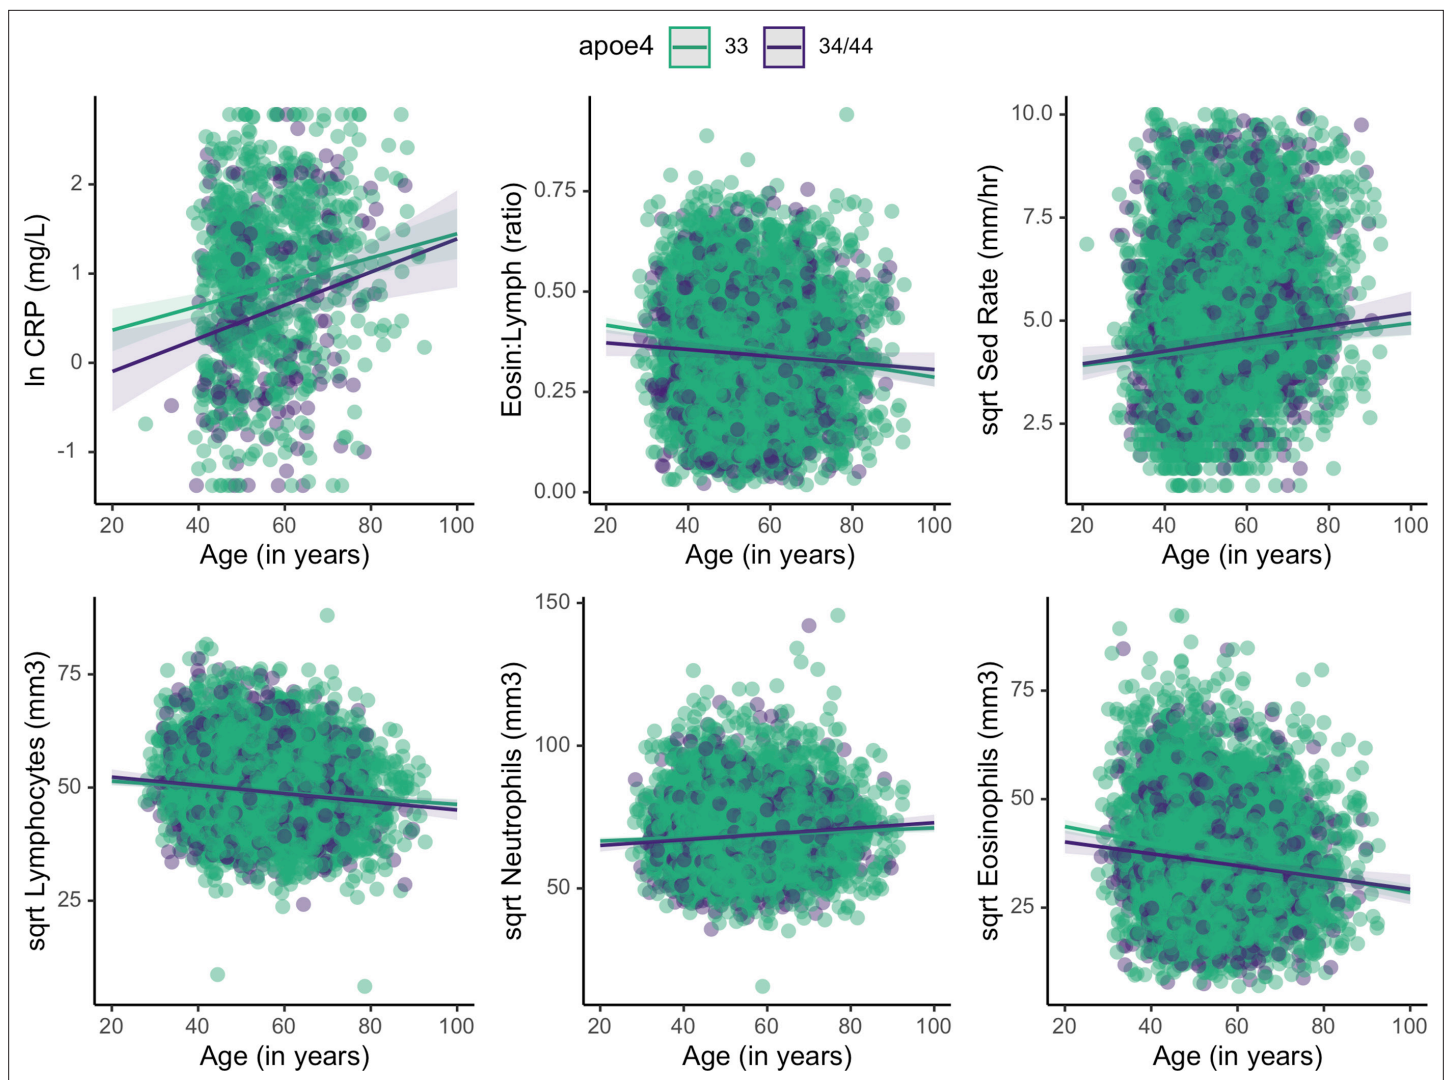 apoe4 33 34/44
ln CRP (mg/L)
2
1
0
-1
20 40 60 80 100
Age (in years)
Eosin:Lymph (ratio)
0.75
0.50
0.25
0.00
20 40 60 80 100
Age (in years)
sqrt Sed Rate (mm/hr)
10.0
7.5
5.0
2.5
20 40 60 80 100
Age (in years)
sqrt Lymphocytes (mm3)
75
50
25
20 40 60 80 100
Age (in years)
sqrt Neutrophils (mm3)
150
100
50
20 40 60 80 100
Age (in years)
sqrt Eosinophils (mm3)
75
50
25
20 40 60 80 100
Age (in years)